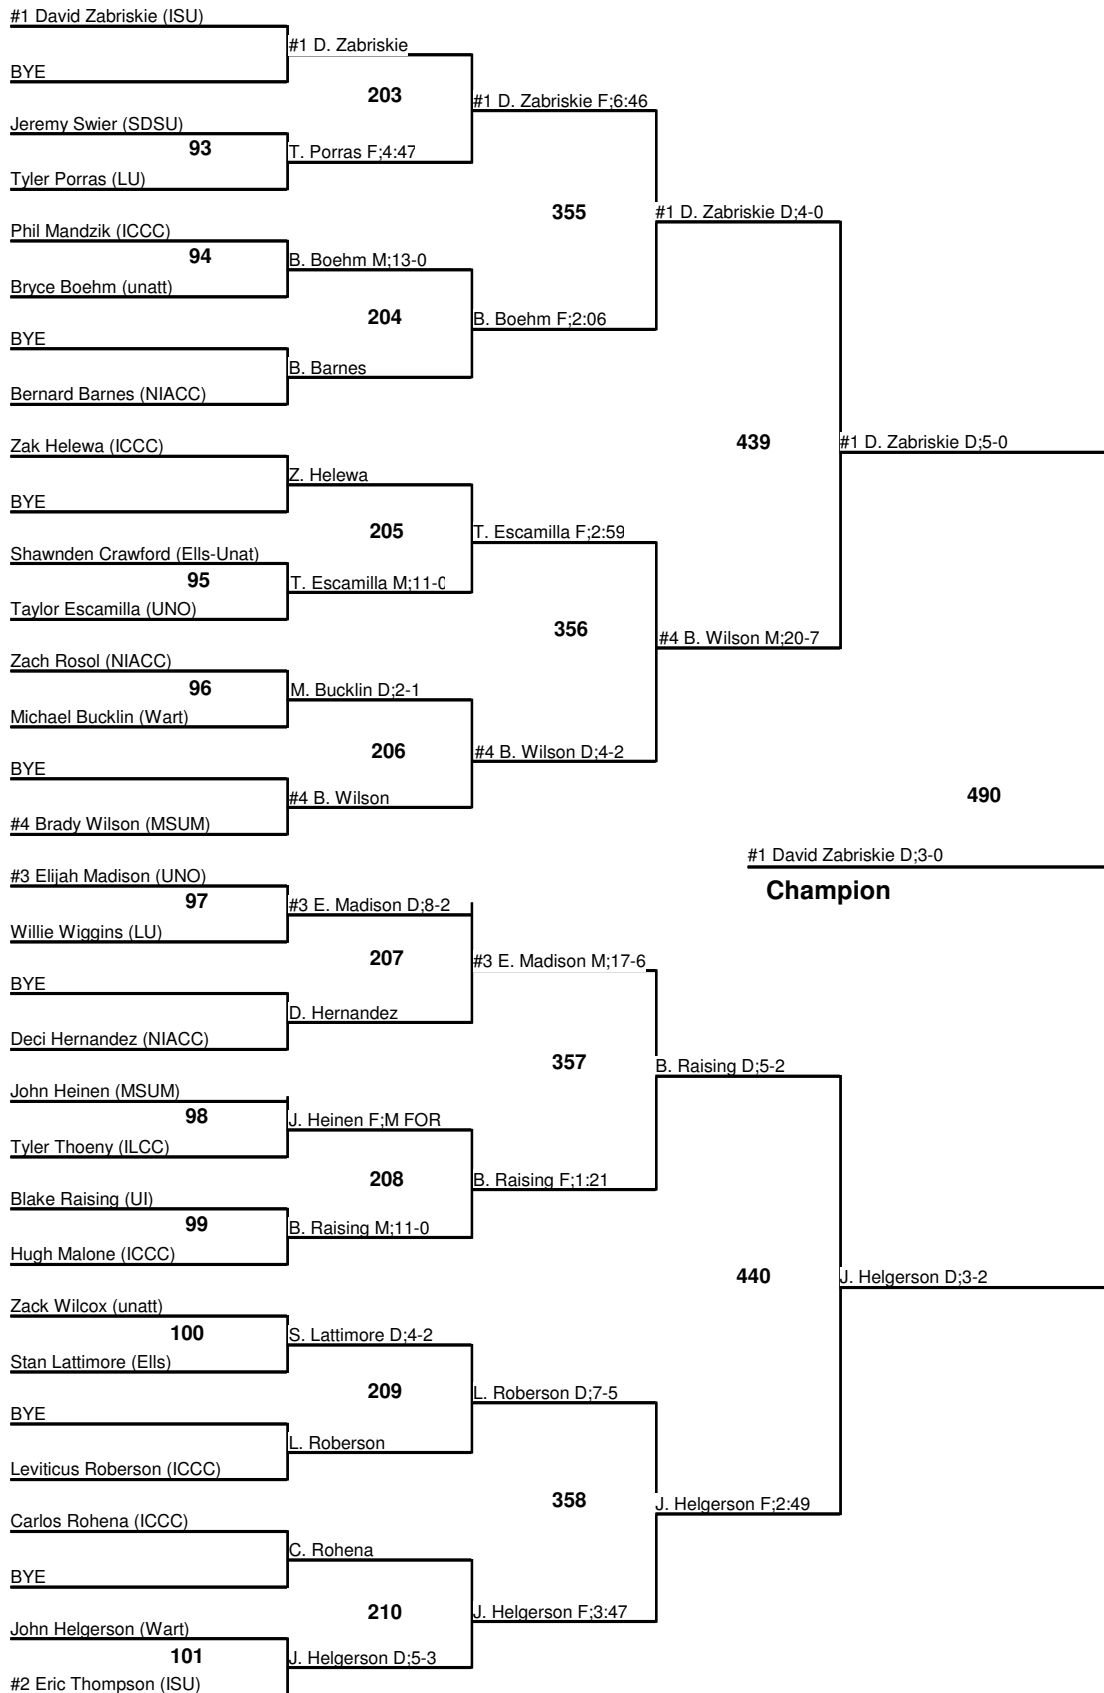 #1 David Zabriskie (ISU)
#1 D. Zabriskie
BYE
203
#1 D. Zabriskie F;6:46
Jeremy Swier (SDSU)
93
T. Porras F;4:47
Tyler Porras (LU)
355
#1 D. Zabriskie D;4-0
Phil Mandzik (ICCC)
94
B. Boehm M;13-0
Bryce Boehm (unatt)
204
B. Boehm F;2:06
BYE
B. Barnes
Bernard Barnes (NIACC)
439
#1 D. Zabriskie D;5-0
Zak Helewa (ICCC)
Z. Helewa
BYE
205
T. Escamilla F;2:59
Shawnden Crawford (Ells-Unat)
95
T. Escamilla M;11-0
Taylor Escamilla (UNO)
356
#4 B. Wilson M;20-7
Zach Rosol (NIACC)
96
M. Bucklin D;2-1
Michael Bucklin (Wart)
206
#4 B. Wilson D;4-2
BYE
#4 B. Wilson
#4 Brady Wilson (MSUM)
490
#1 David Zabriskie D;3-0
Champion
#3 Elijah Madison (UNO)
97
#3 E. Madison D;8-2
Willie Wiggins (LU)
207
#3 E. Madison M;17-6
BYE
D. Hernandez
Deci Hernandez (NIACC)
357
B. Raising D;5-2
John Heinen (MSUM)
98
J. Heinen F;M FOR
Tyler Thoeny (ILCC)
208
B. Raising F;1:21
Blake Raising (UI)
99
B. Raising M;11-0
Hugh Malone (ICCC)
440
J. Helgerson D;3-2
Zack Wilcox (unatt)
100
S. Lattimore D;4-2
Stan Lattimore (Ells)
209
L. Roberson D;7-5
BYE
L. Roberson
Leviticus Roberson (ICCC)
358
J. Helgerson F;2:49
Carlos Rohena (ICCC)
C. Rohena
BYE
210
J. Helgerson F;3:47
John Helgerson (Wart)
101
J. Helgerson D;5-3
#2 Eric Thompson (ISU)